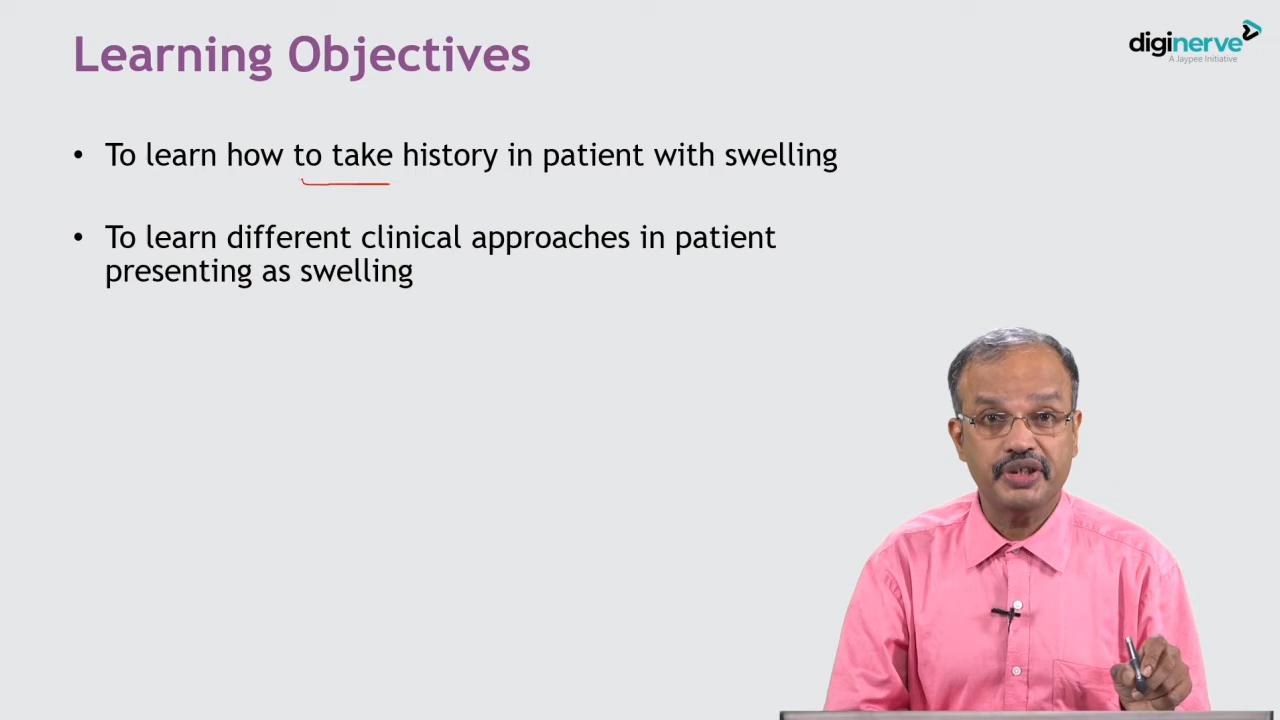 Learning Objectives
diginerve
A Jaypee Initiative
• To learn how to take history in patient with swelling
• To learn different clinical approaches in patient
presenting as swelling